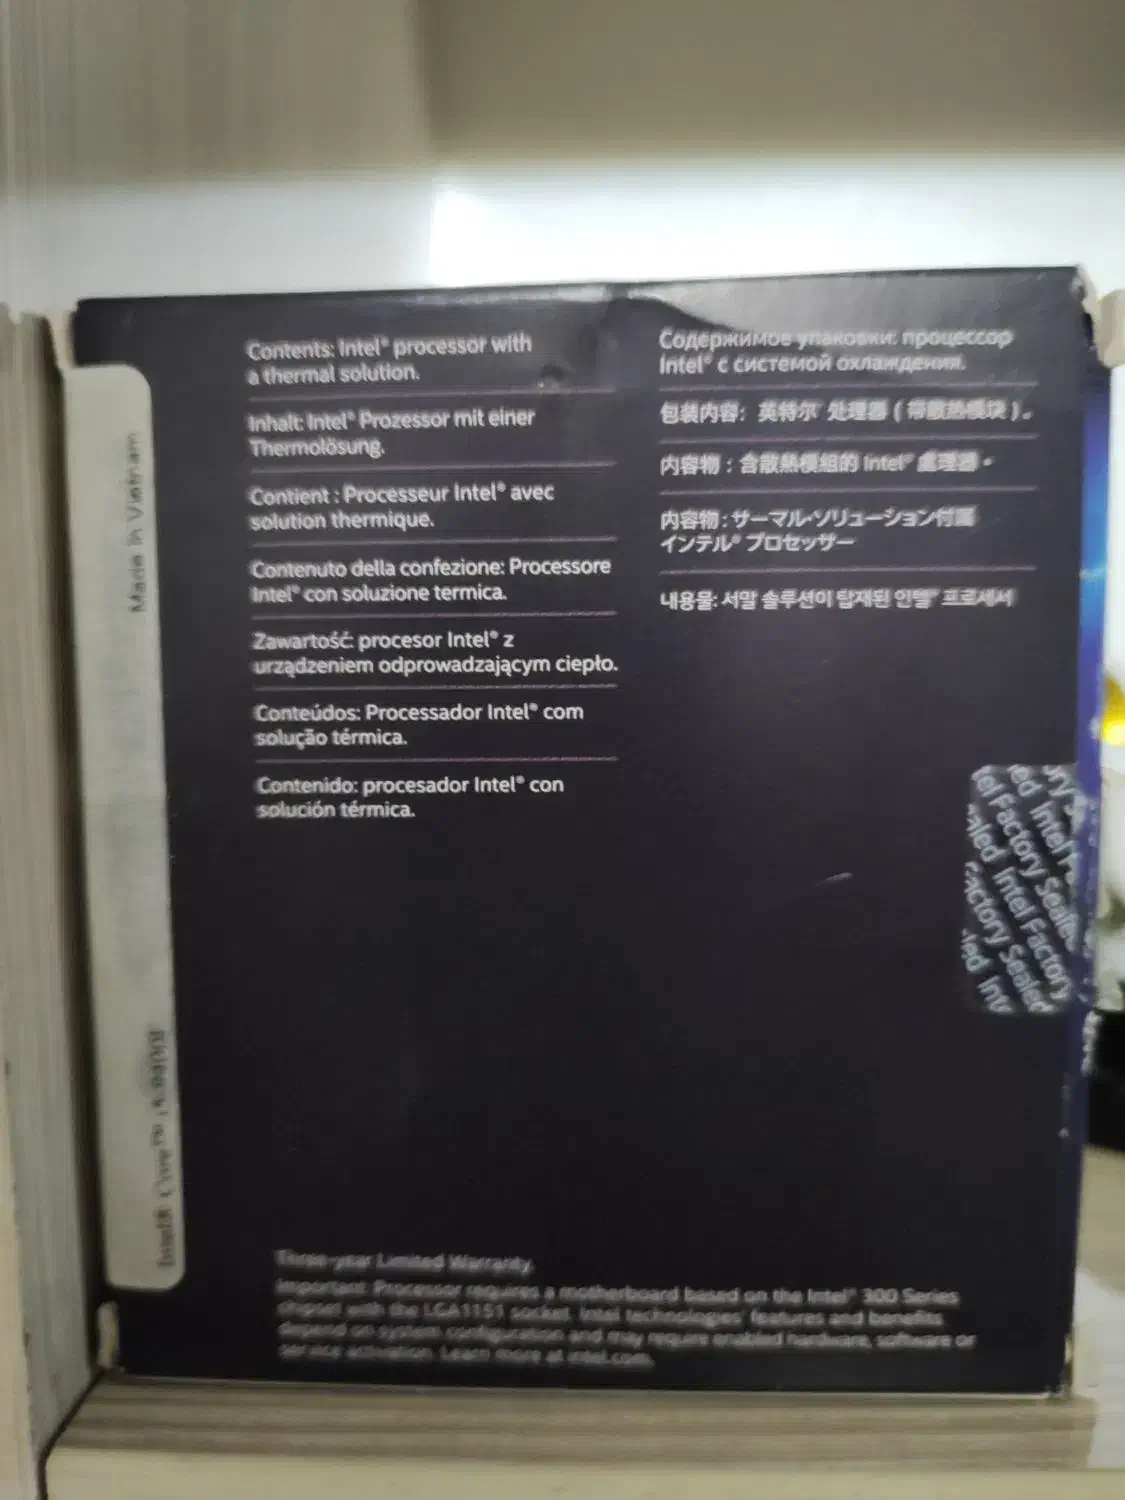 Contents: Intel® processor with
a thermal solution.
Inhalt: Intel® Prozessor mit einer
Thermolösung.
Contient : Processeur Intel® avec
solution thermique.
Contenuto della confezione: Processore
Intel® con soluzione termica.
Zawartość: procesor Intel® z
urządzeniem odprowadzającym ciepło.
Conteúdos: Processador Intel® com
solução térmica.
Contenido: procesador Intel® con
solución térmica.
Содержимое упаковки: процессор
Intel® с системой охлаждения.
包装内容: 英特尔® 处理器 ( 带散热模块 )。
內容物 : 含散熱模組的 Intel® 處理器。
内容物 : サーマル・ソリューション付属
インテル® プロセッサー
내용물: 서말 솔루션이 탑재된 인텔® 프로세서
Made in Vietnam
Intel® Core™
Intel Factory Sealed
Intel Factory
Factory Sealed
Three-year Limited Warranty.
Important: Processor requires a motherboard based on the Intel® 300 Series
chipset with the LGA1151 socket. Intel technologies' features and benefits
depend on system configuration and may require enabled hardware, software or
service activation. Learn more at intel.com.